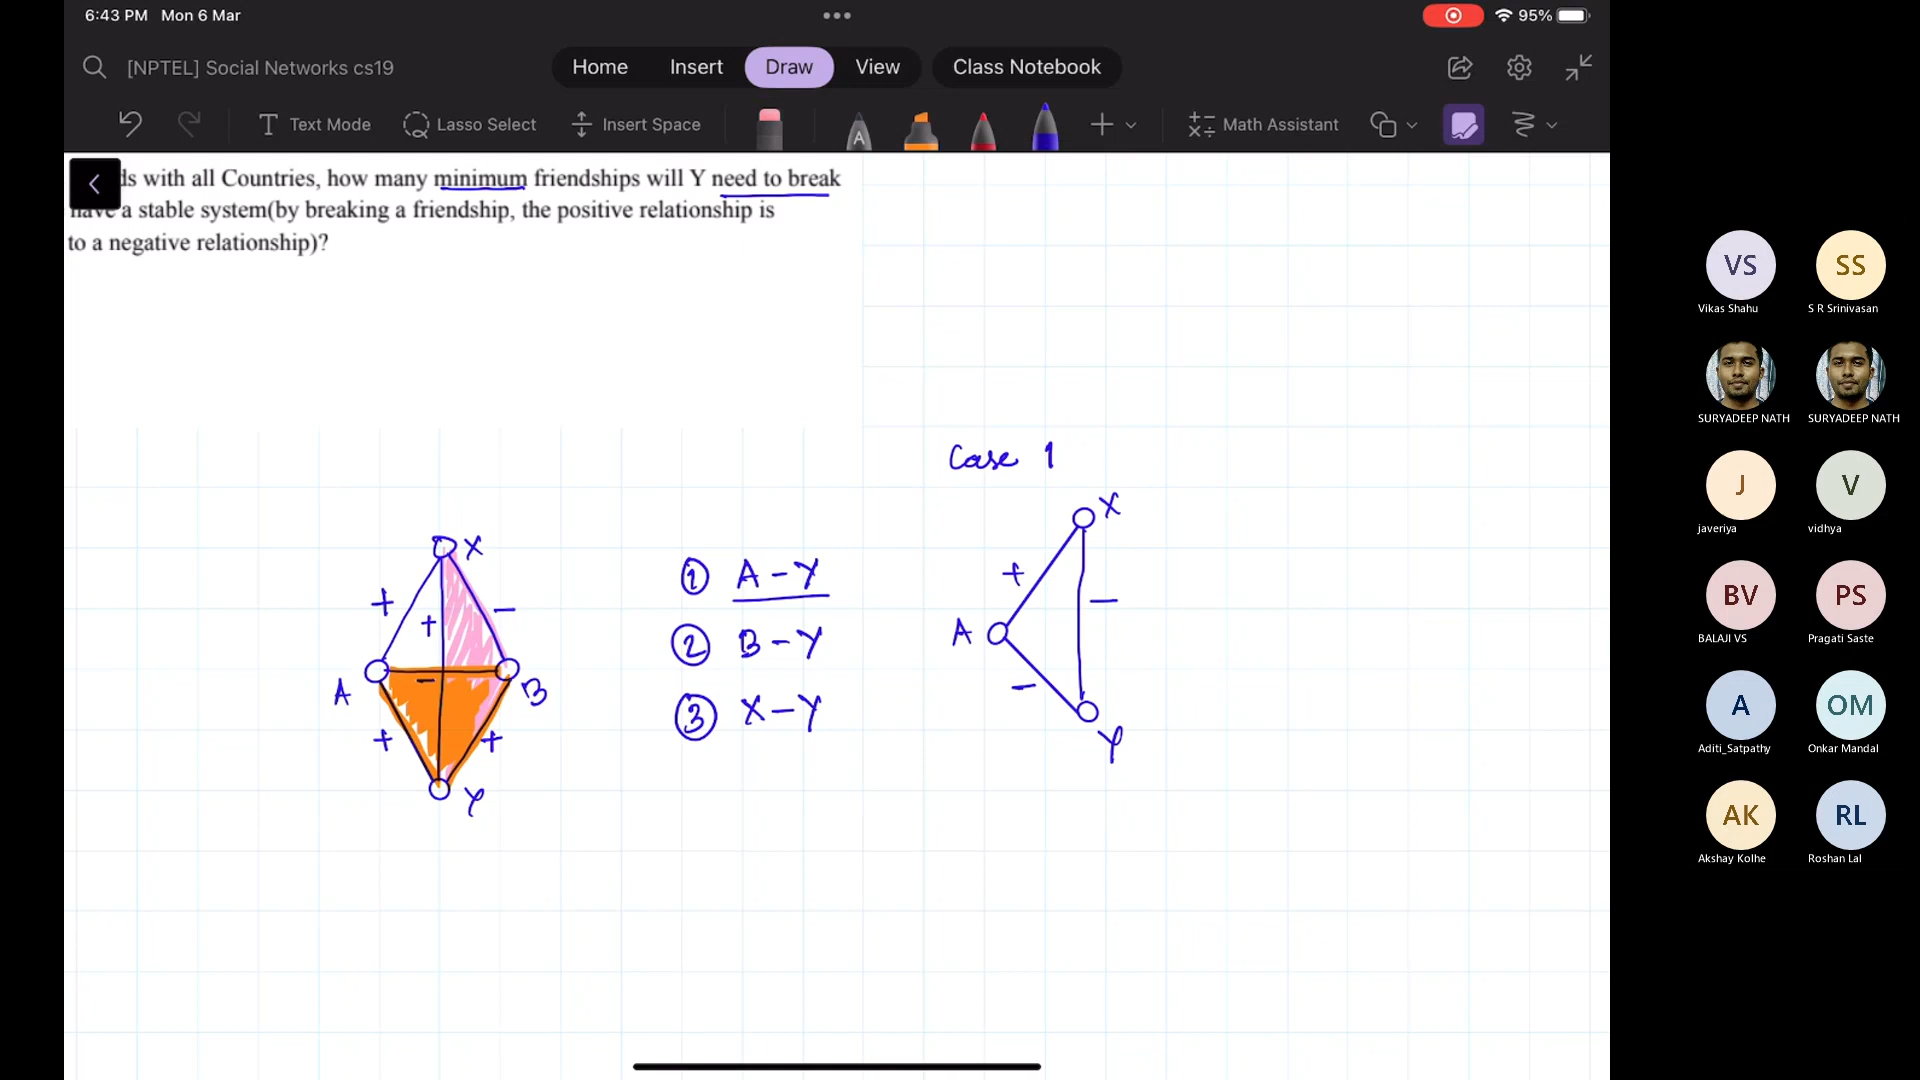 6:43 PM Mon 6 Mar
95%
[NPTEL] Social Networks cs19
Home Insert Draw View Class Notebook
Text Mode Lasso Select Insert Space A Math Assistant
ds with all Countries, how many minimum friendships will Y need to break
have a stable system(by breaking a friendship, the positive relationship is
to a negative relationship)?
Case 1
X
+ + -
A - B
+ +
Y
① A - Y
② B - Y
③ X - Y
X
+ -
A
-
Y
VS SS
Vikas Shahu S R Srinivasan
SURYADEEP NATH SURYADEEP NATH
J V
javeriya vidhya
BV PS
BALAJI VS Pragati Saste
A OM
Aditi_Satpathy Onkar Mandal
AK RL
Akshay Kolhe Roshan Lal